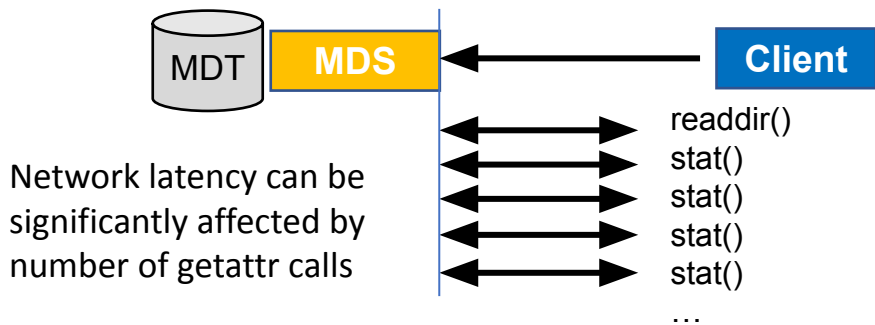 MDT
MDS
Client
readdir()
stat()
stat()
stat()
stat()
...
Network latency can be
significantly affected by
number of getattr calls